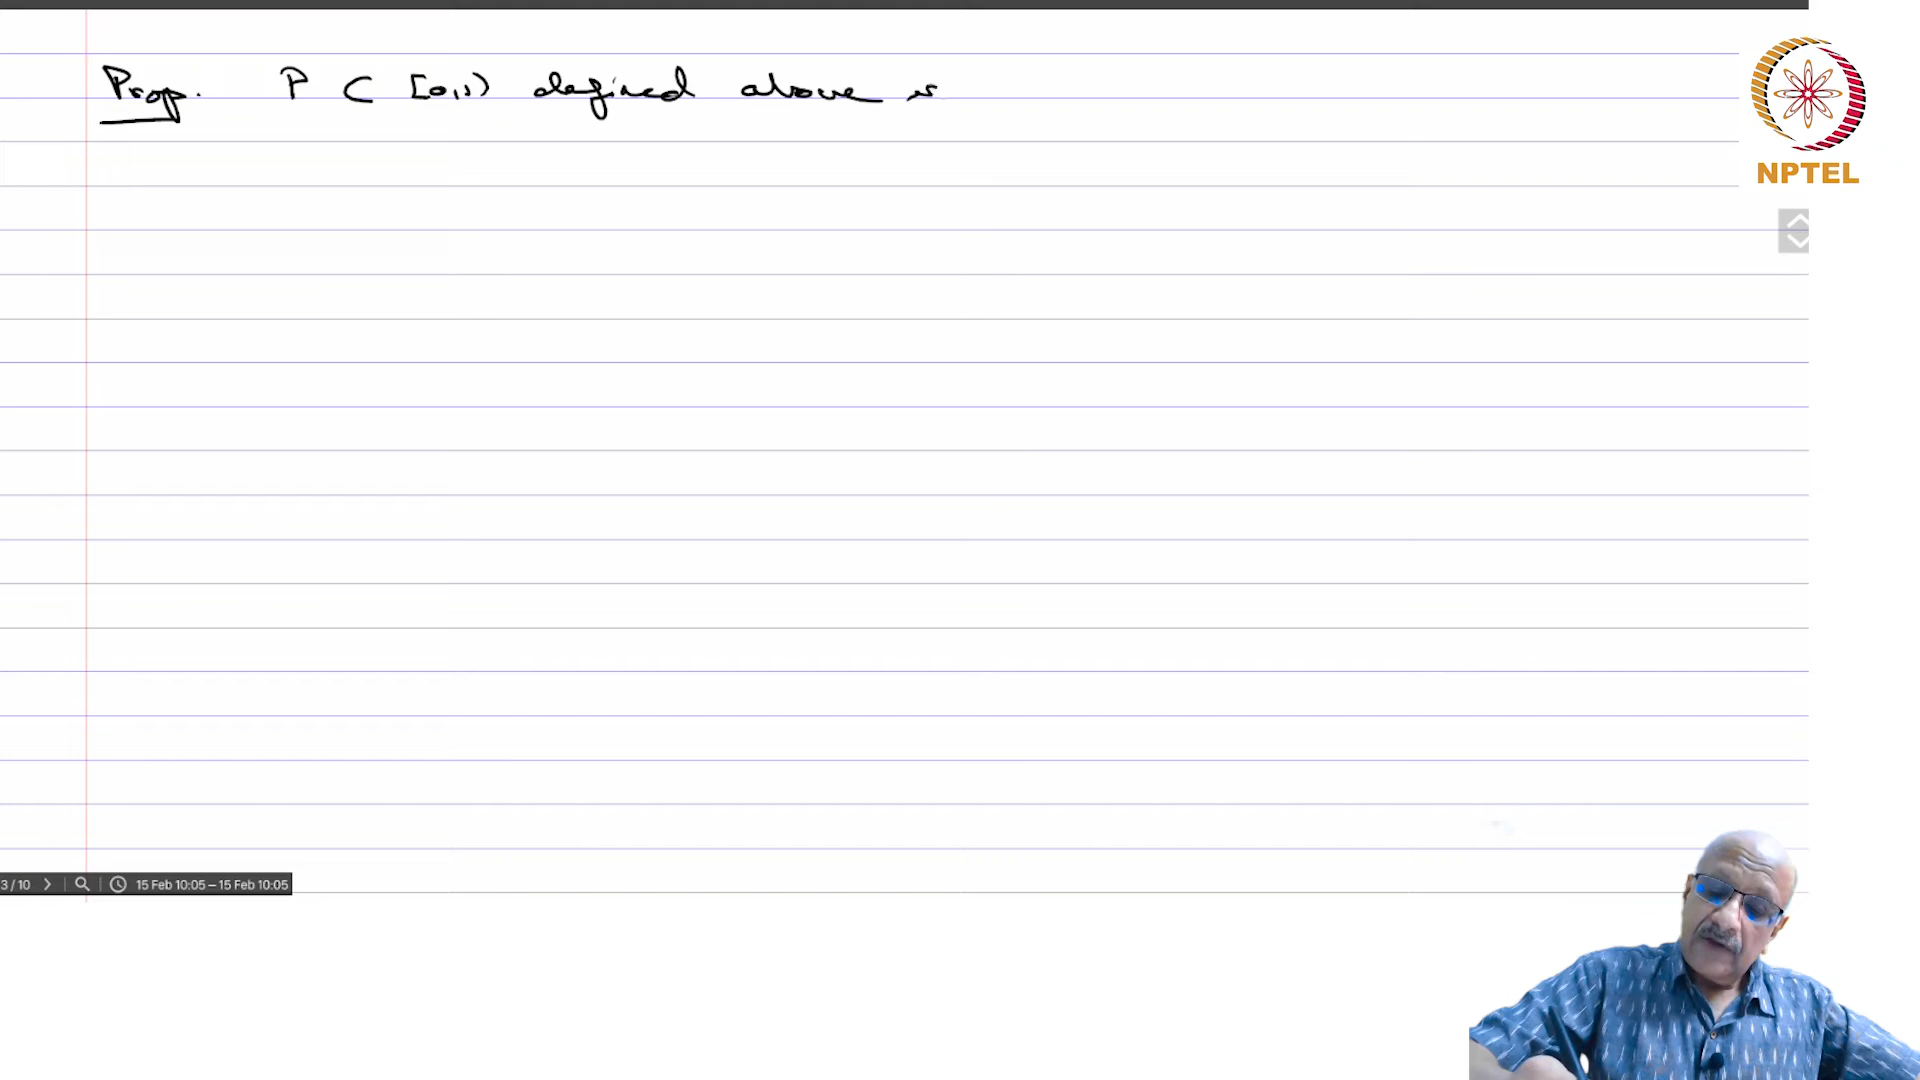 Prop. P ⊂ [0,1) defined above is
NPTEL
3 / 10 15 Feb 10:05 – 15 Feb 10:05